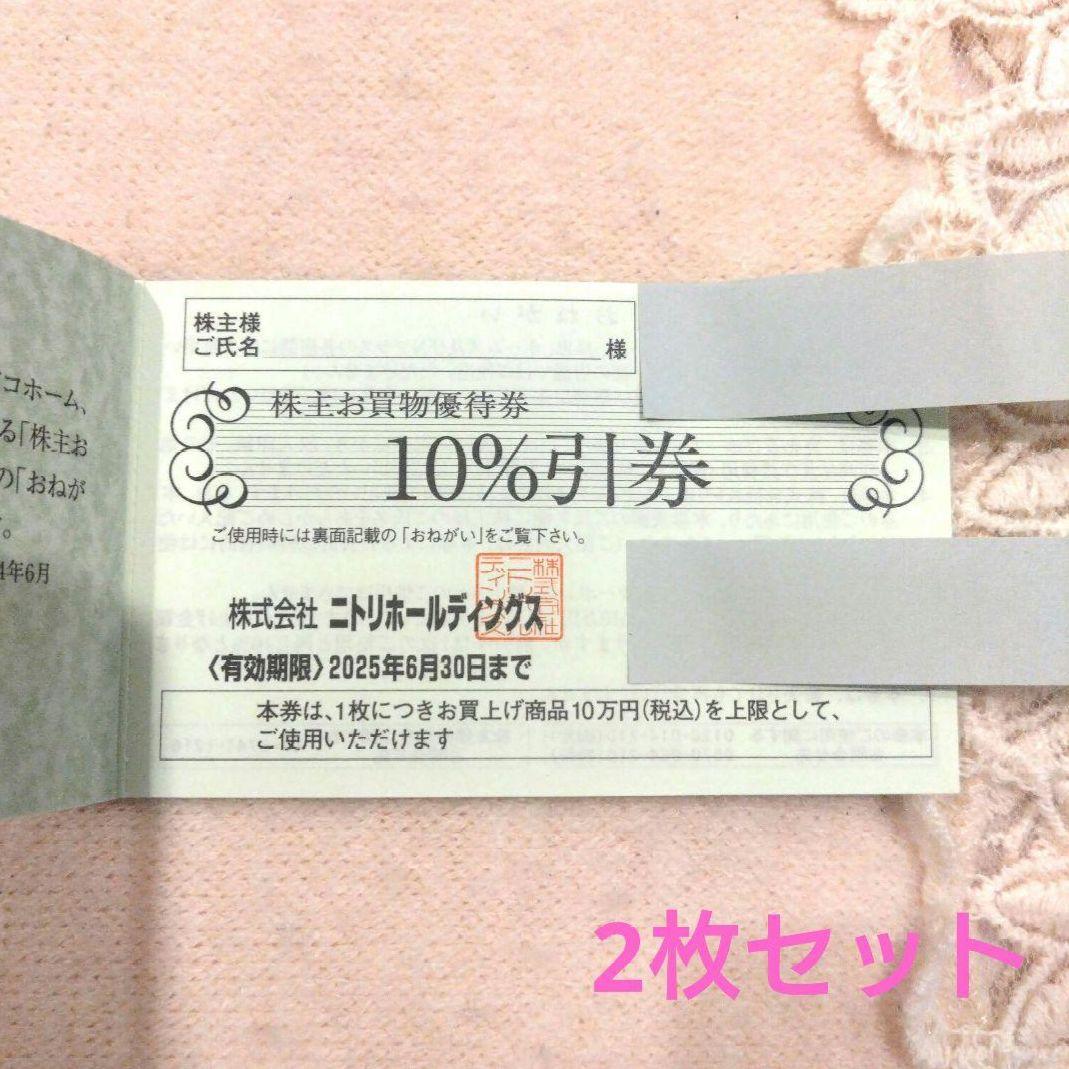 コホーム、
る「株主お
の「おねが
。
4年6月
株主様
ご氏名 様
株主お買物優待券
10%引券
ご使用時には裏面記載の「おねがい」をご覧下さい。
株式会社 ニトリホールディングス
〈有効期限〉2025年6月30日まで
本券は、1枚につきお買上げ商品10万円(税込)を上限として、
ご使用いただけます
2枚セット